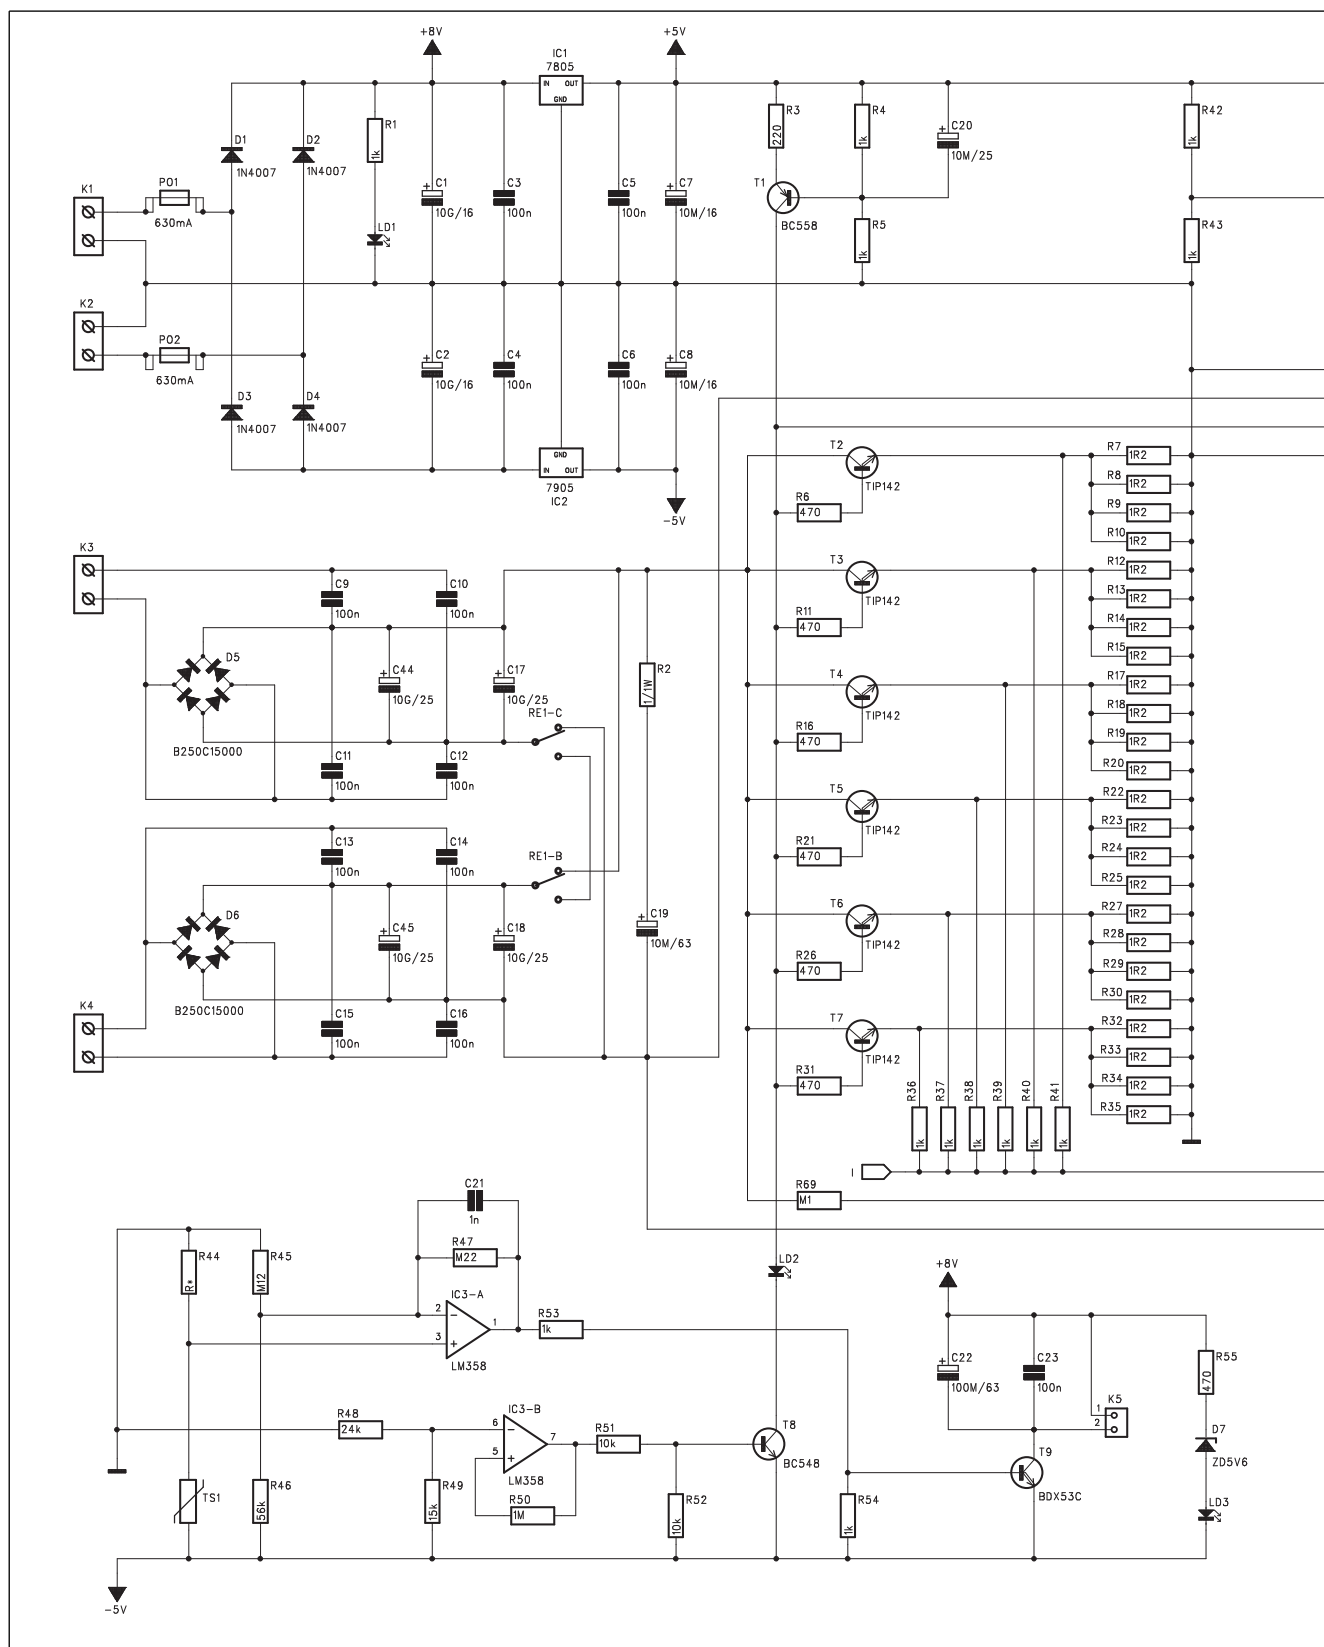 +8V
+5V
IC1
7805
IN OUT
GND
R1
1k
D1
1N4007
D2
1N4007
K1
PO1
630mA
LD1
C1
10G/16
C3
100n
C5
100n
C7
10M/16
R3
220
R4
1k
C20
10M/25
R42
1k
T1
BC558
R5
1k
R43
1k
K2
PO2
630mA
C2
10G/16
C4
100n
C6
100n
C8
10M/16
D3
1N4007
D4
1N4007
GND
IN OUT
7905
IC2
-5V
T2
TIP142
R6
470
R7
1R2
R8
1R2
R9
1R2
R10
1R2
K3
C9
100n
C10
100n
T3
TIP142
R11
470
R12
1R2
R13
1R2
R14
1R2
R15
1R2
D5
B250C15000
C44
10G/25
C17
10G/25
RE1-C
R2
1/1W
T4
TIP142
R16
470
R17
1R2
R18
1R2
R19
1R2
R20
1R2
C11
100n
C12
100n
T5
TIP142
R21
470
R22
1R2
R23
1R2
R24
1R2
R25
1R2
C13
100n
C14
100n
RE1-B
D6
B250C15000
C45
10G/25
C18
10G/25
C19
10M/63
T6
TIP142
R26
470
R27
1R2
R28
1R2
R29
1R2
R30
1R2
K4
C15
100n
C16
100n
T7
TIP142
R31
470
R32
1R2
R33
1R2
R34
1R2
R35
1R2
R36
1k
R37
1k
R38
1k
R39
1k
R40
1k
R41
1k
I
R69
M1
C21
1n
R47
M22
R44
R*
R45
M12
IC3-A
2
3
1
LM358
R53
1k
LD2
+8V
C22
100M/63
C23
100n
R55
470
K5
1
2
R48
24k
IC3-B
6
5
7
LM358
R51
10k
T8
BC548
T9
BDX53C
D7
ZD5V6
TS1
R46
56k
R49
15k
R50
1M
R52
10k
R54
1k
LD3
-5V